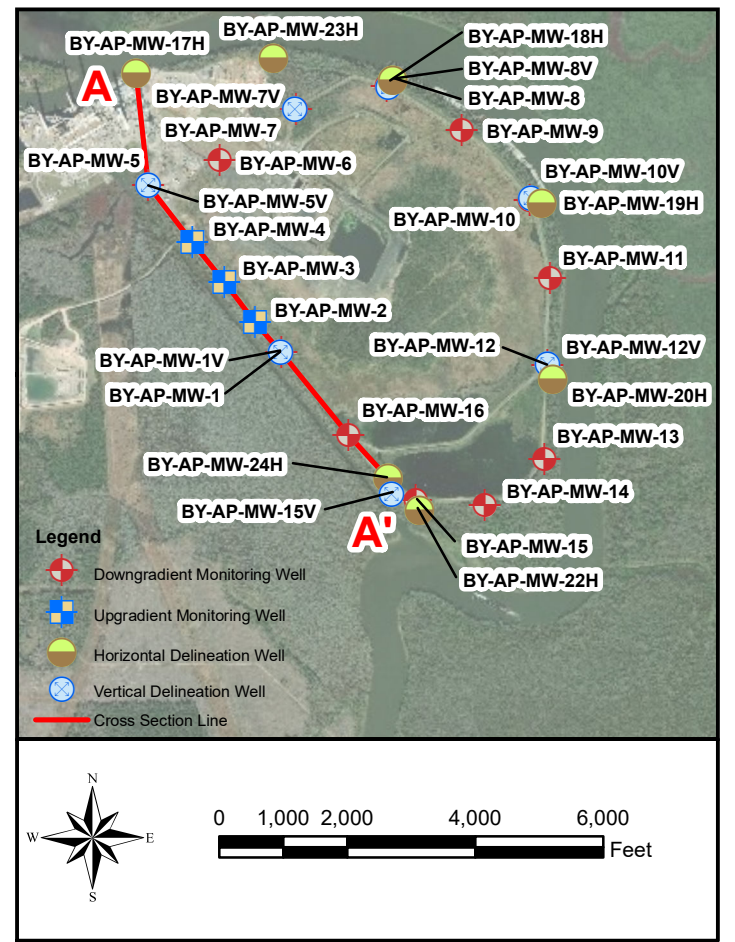 BY-AP-MW-23H
BY-AP-MW-17H
BY-AP-MW-18H
A
BY-AP-MW-8V
BY-AP-MW-7V
BY-AP-MW-8
BY-AP-MW-7
BY-AP-MW-9
BY-AP-MW-5
BY-AP-MW-6
BY-AP-MW-10V
BY-AP-MW-5V
BY-AP-MW-19H
BY-AP-MW-10
BY-AP-MW-4
BY-AP-MW-11
BY-AP-MW-3
BY-AP-MW-2
BY-AP-MW-12
BY-AP-MW-12V
BY-AP-MW-1V
BY-AP-MW-1
BY-AP-MW-20H
BY-AP-MW-16
BY-AP-MW-13
BY-AP-MW-24H
BY-AP-MW-14
BY-AP-MW-15V
A'
BY-AP-MW-15
BY-AP-MW-22H
Legend
Downgradient Monitoring Well
Upgradient Monitoring Well
Horizontal Delineation Well
Vertical Delineation Well
Cross Section Line
N
W E
S
0 1,000 2,000 4,000 6,000
Feet